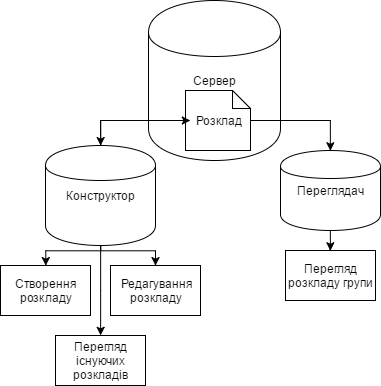 Сервер
Розклад
Конструктор
Переглядач
Створення
розкладу
Редагування
розкладу
Перегляд
розкладу групи
Перегляд
існуючих
розкладів